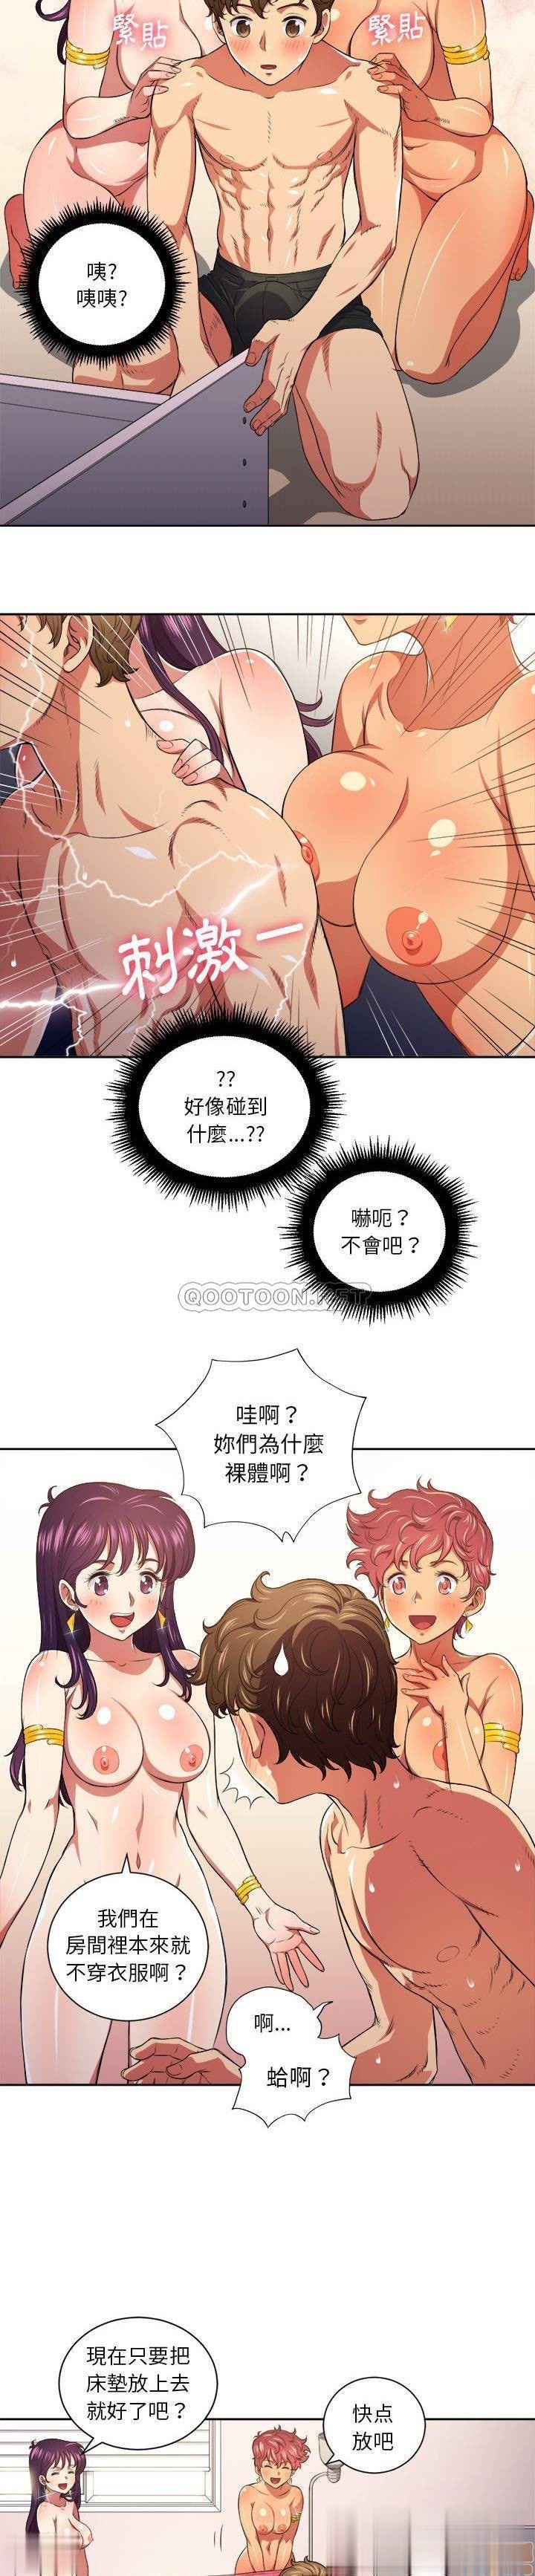 緊貼
緊貼
咦?
咦咦?
刺激一
??
好像碰到
什麼...??
嚇呃？
不會吧？
QOOTOON.NET
哇啊？
妳們為什麼
裸體啊？
我們在
房間裡本來就
不穿衣服啊？
啊...
蛤啊？
現在只要把
床墊放上去
就好了吧？
快点
放吧